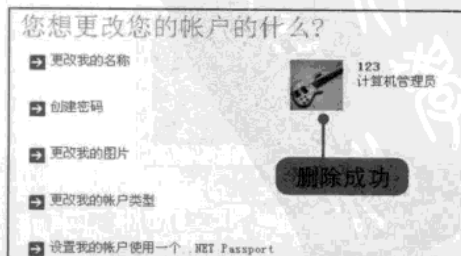 您想更改您的帐户的什么?
更改我的名称
123
计算机管理员
创建密码
更改我的图片
删除成功
更改我的帐户类型
设置我的帐户使用一个 .NET Passport